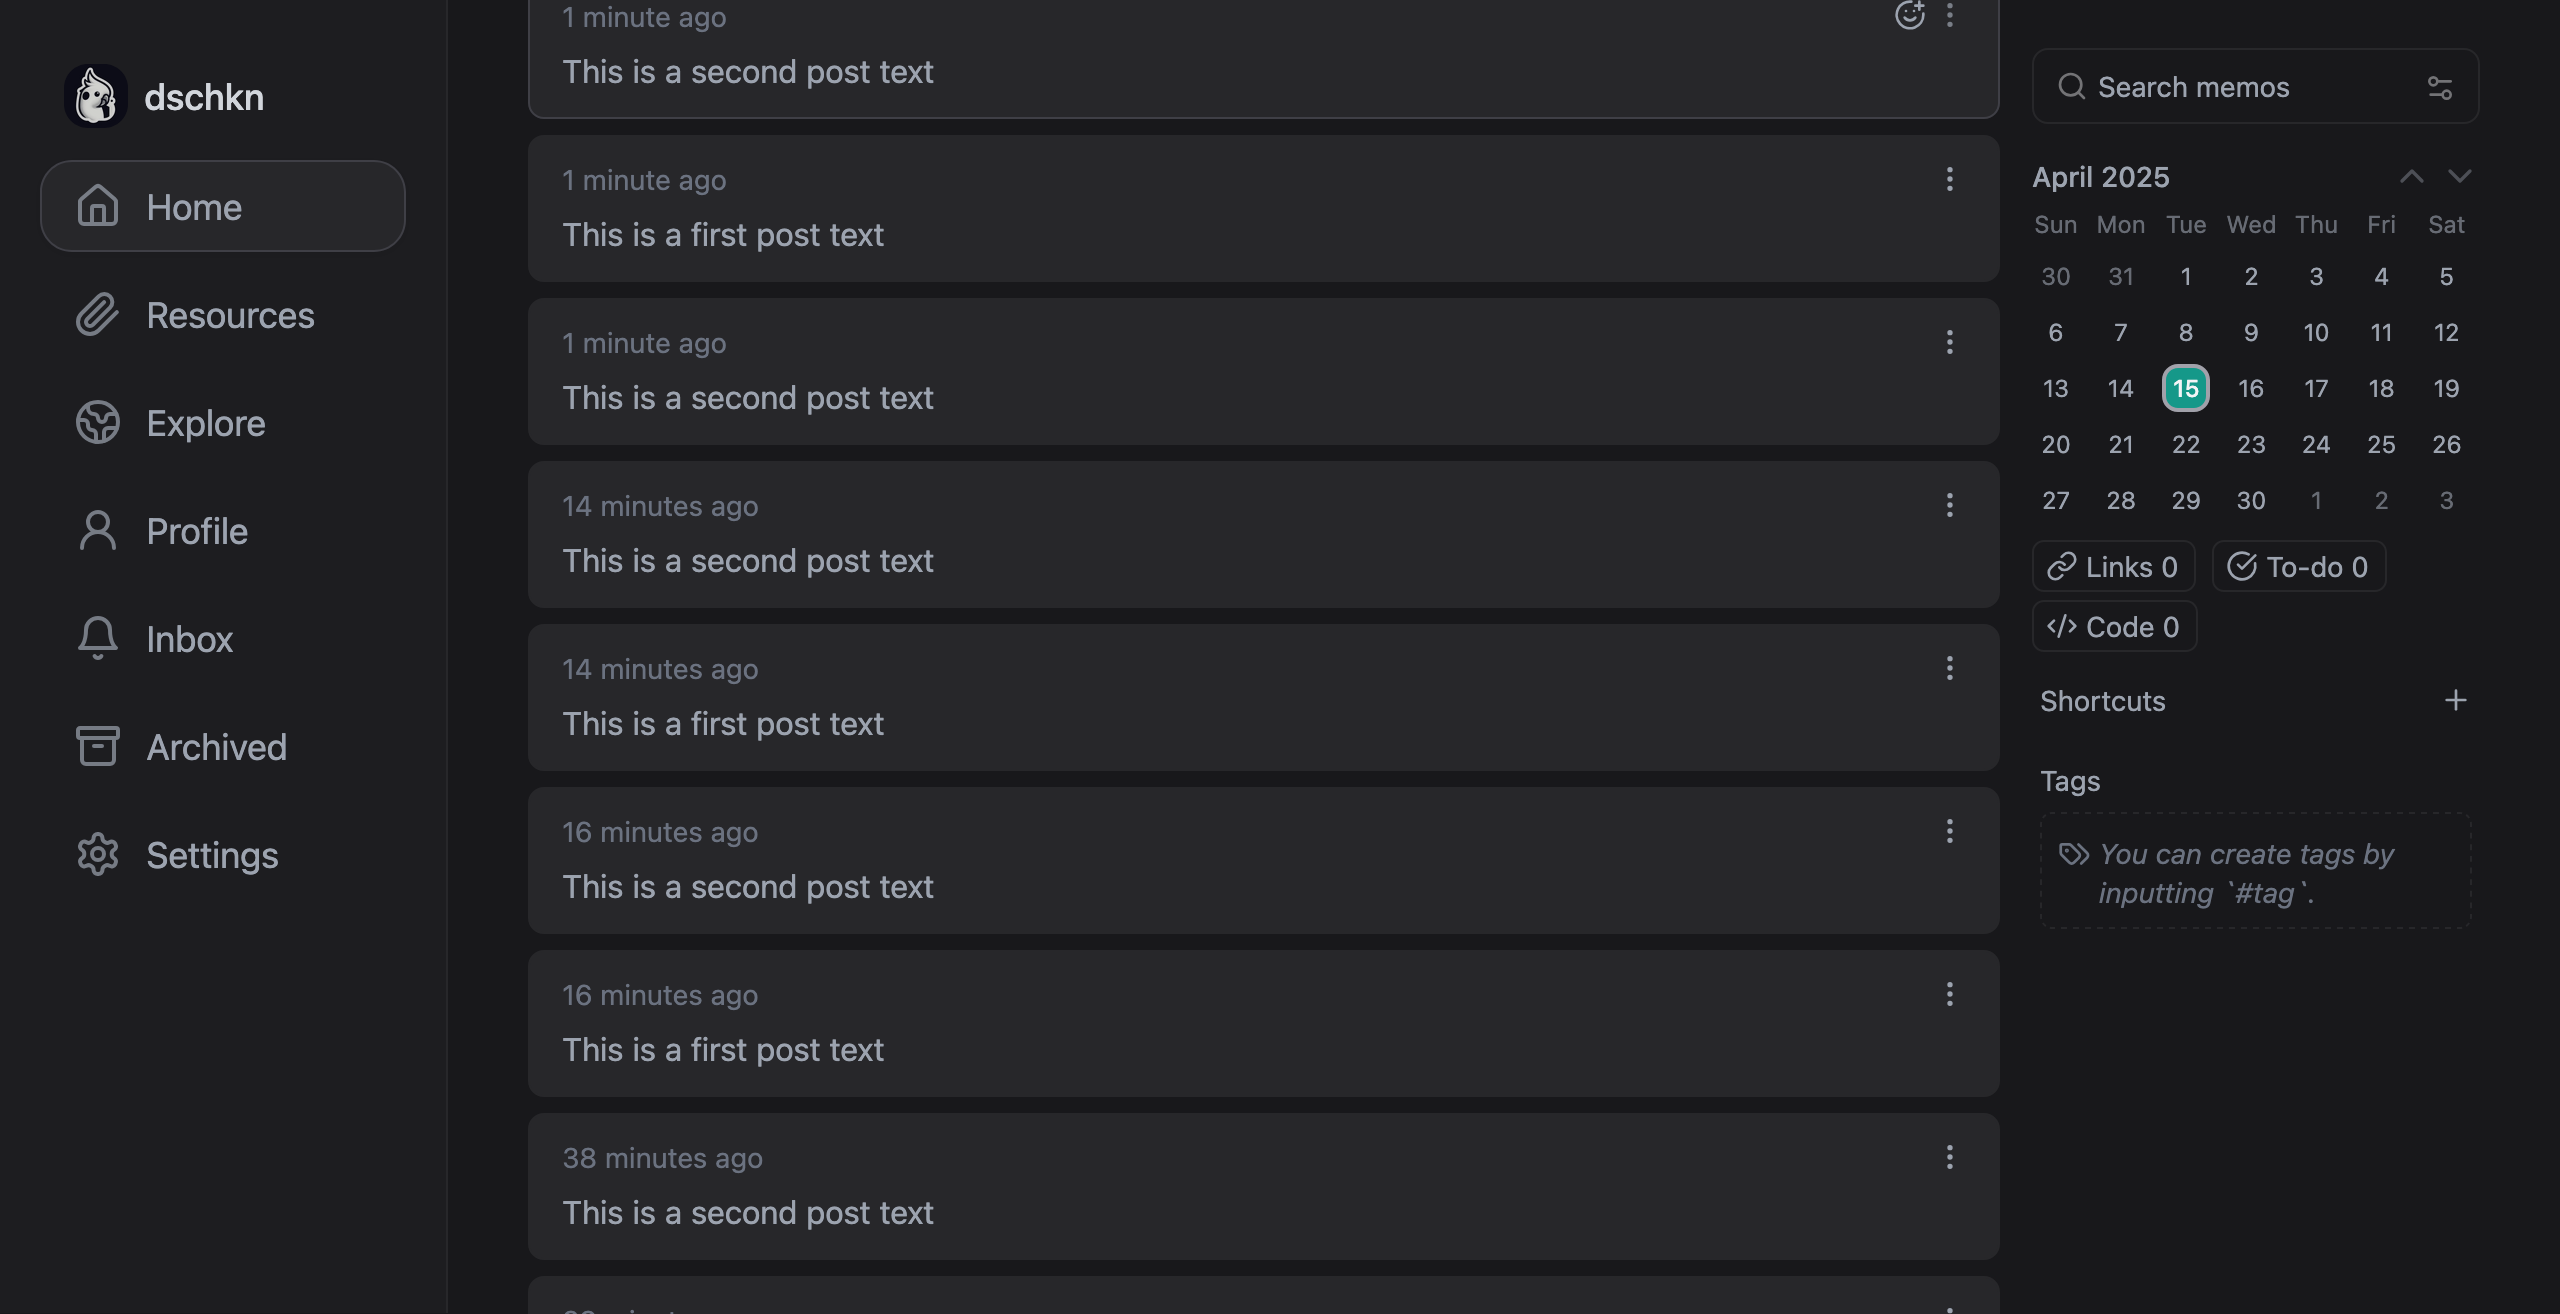 dschkn
Home
Resources
Explore
Profile
Inbox
Archived
Settings
1 minute ago
This is a second post text
1 minute ago
This is a first post text
1 minute ago
This is a second post text
14 minutes ago
This is a second post text
14 minutes ago
This is a first post text
16 minutes ago
This is a second post text
16 minutes ago
This is a first post text
38 minutes ago
This is a second post text
Search memos
April 2025
Sun Mon Tue Wed Thu Fri Sat
30 31 1 2 3 4 5
6 7 8 9 10 11 12
13 14 15 16 17 18 19
20 21 22 23 24 25 26
27 28 29 30 1 2 3
Links 0 To-do 0
</> Code 0
Shortcuts +
Tags
You can create tags by
inputting `#tag`.